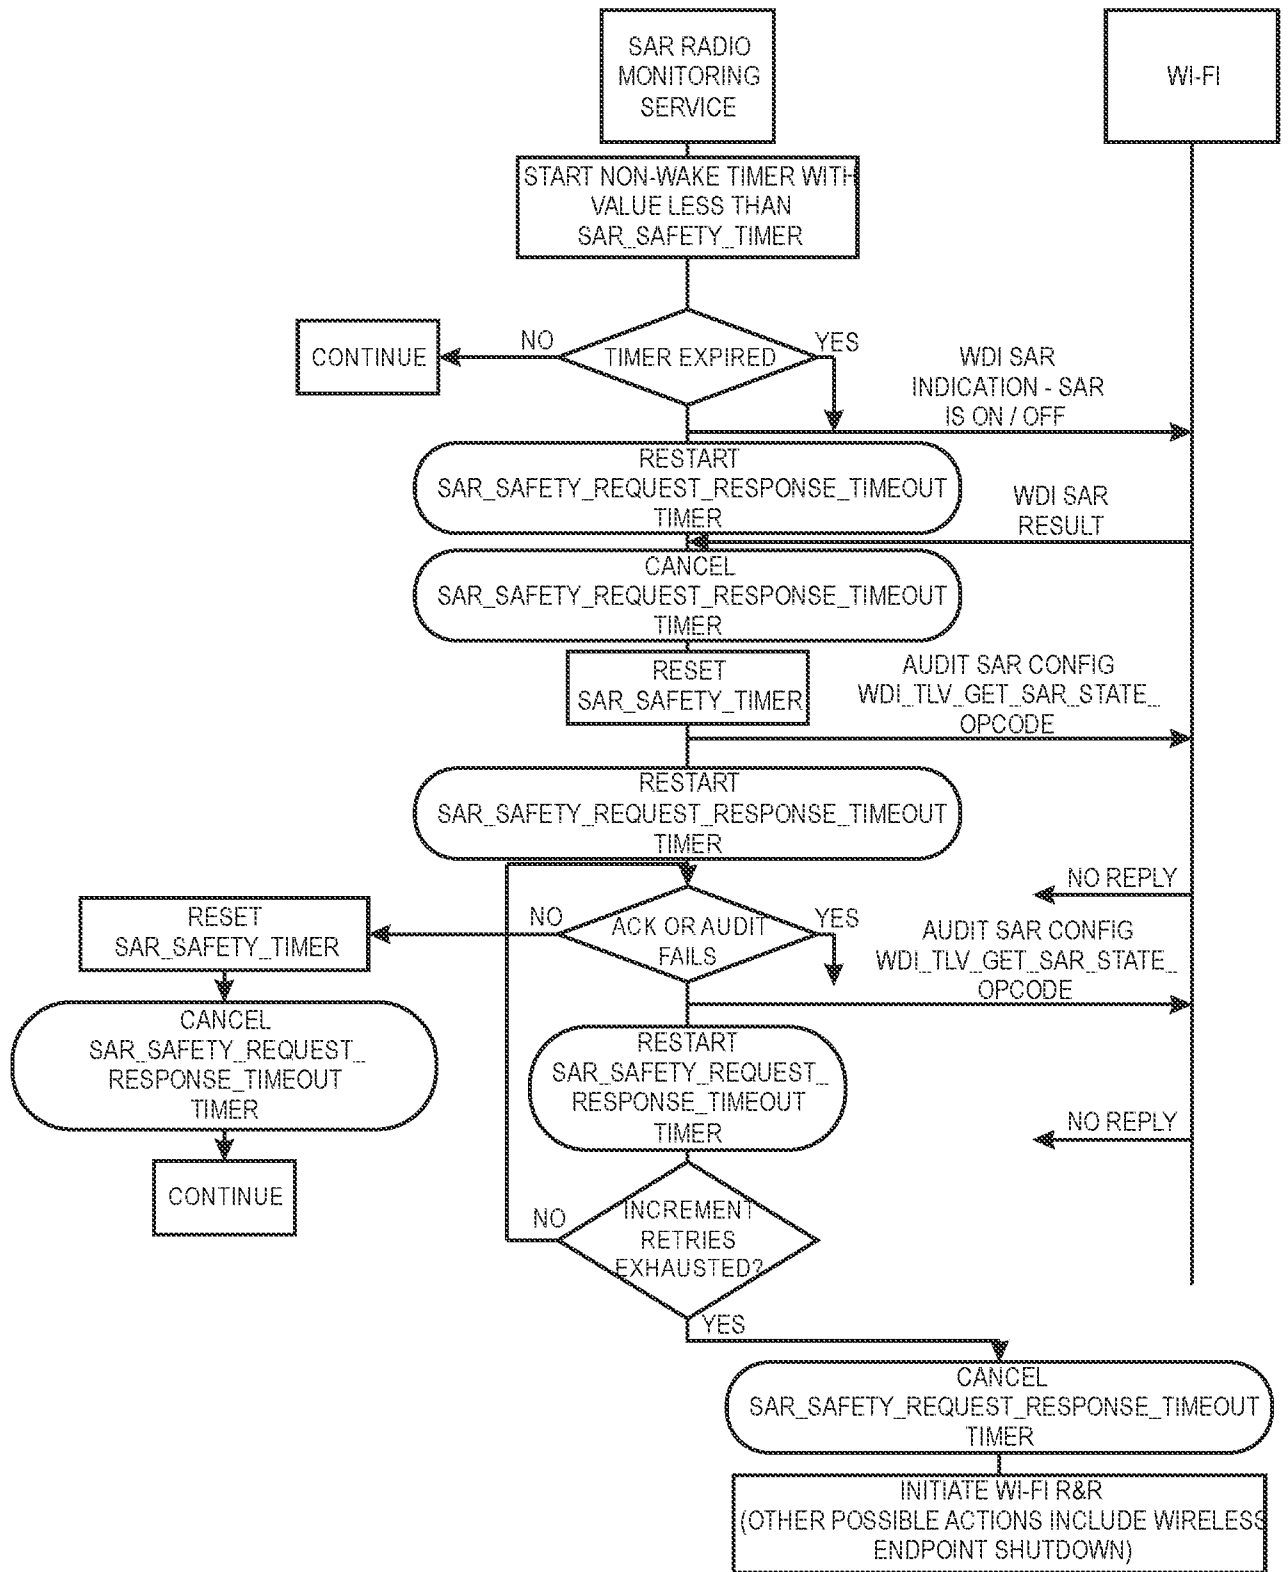 SAR RADIO
MONITORING
SERVICE
WI-FI
START NON-WAKE TIMER WITH
VALUE LESS THAN
SAR_SAFETY_TIMER
CONTINUE
NO
TIMER EXPIRED
YES
WDI SAR
INDICATION - SAR
IS ON / OFF
RESTART
SAR_SAFETY_REQUEST_RESPONSE_TIMEOUT
TIMER
WDI SAR
RESULT
CANCEL
SAR_SAFETY_REQUEST_RESPONSE_TIMEOUT
TIMER
RESET
SAR_SAFETY_TIMER
AUDIT SAR CONFIG
WDI_TLV_GET_SAR_STATE_
OPCODE
RESTART
SAR_SAFETY_REQUEST_RESPONSE_TIMEOUT
TIMER
NO REPLY
RESET
SAR_SAFETY_TIMER
NO
ACK OR AUDIT
FAILS
YES
AUDIT SAR CONFIG
WDI_TLV_GET_SAR_STATE_
OPCODE
CANCEL
SAR_SAFETY_REQUEST_
RESPONSE_TIMEOUT
TIMER
RESTART
SAR_SAFETY_REQUEST_
RESPONSE_TIMEOUT
TIMER
NO REPLY
CONTINUE
NO
INCREMENT
RETRIES
EXHAUSTED?
YES
CANCEL
SAR_SAFETY_REQUEST_RESPONSE_TIMEOUT
TIMER
INITIATE WI-FI R&R
(OTHER POSSIBLE ACTIONS INCLUDE WIRELESS
ENDPOINT SHUTDOWN)